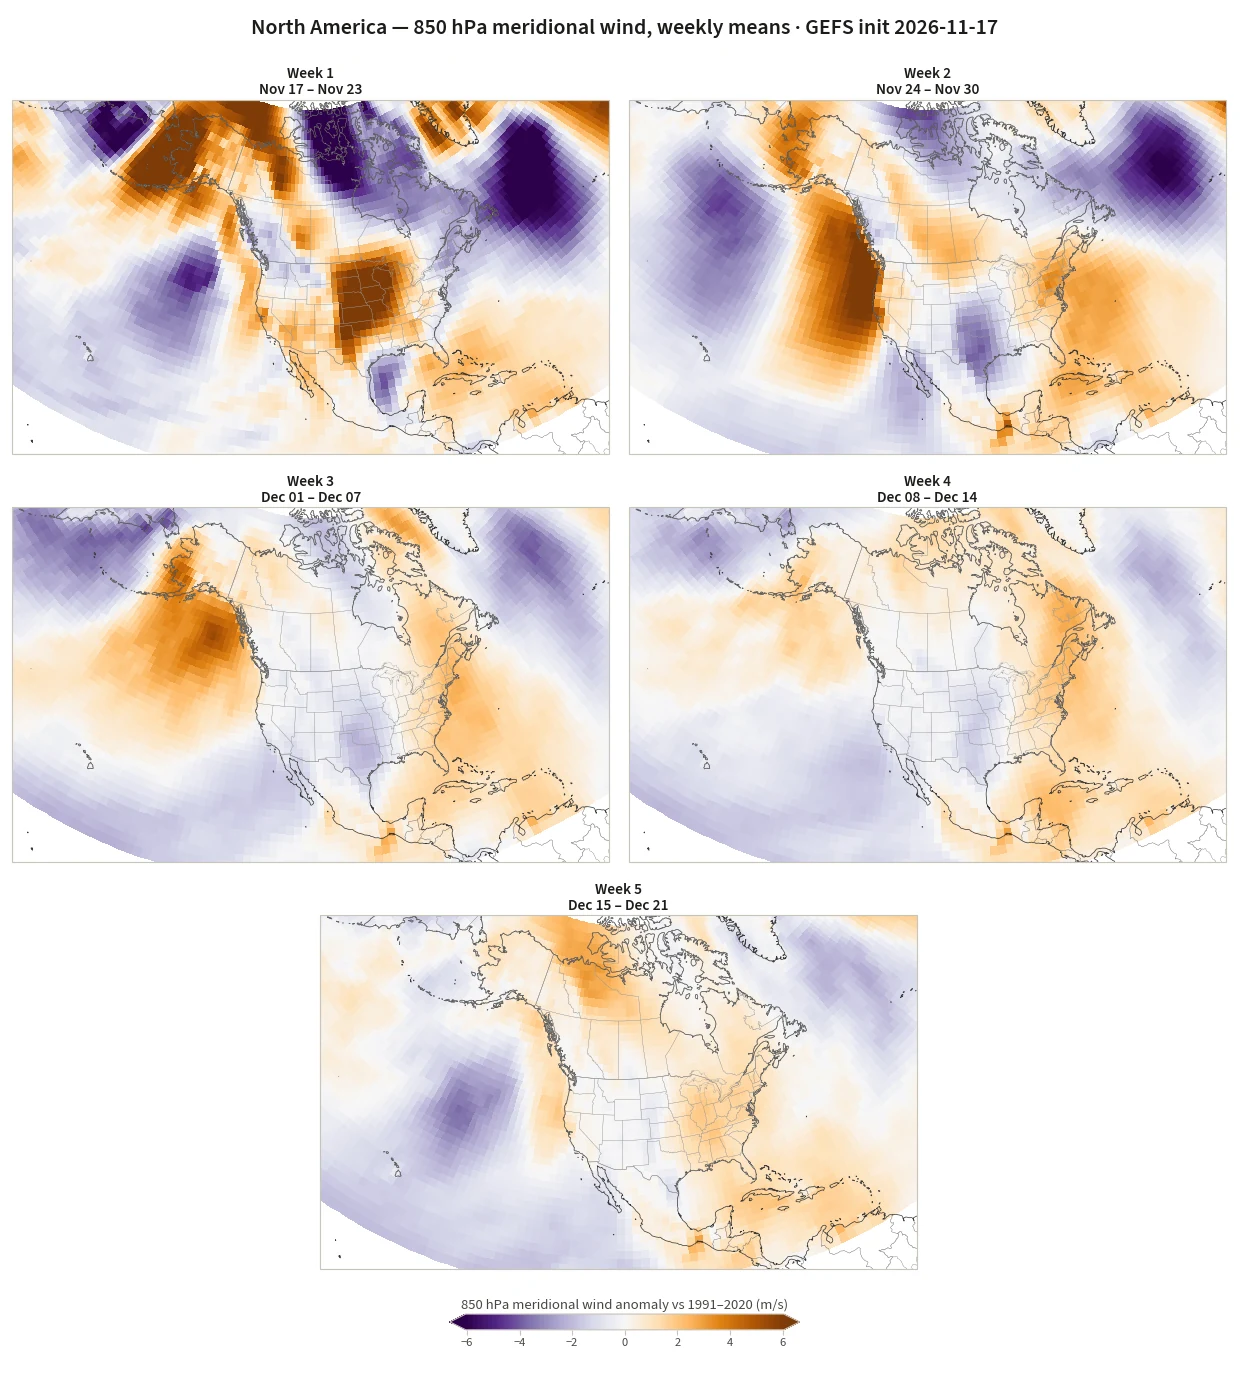 North America — 850 hPa meridional wind, weekly means · GEFS init 2026-11-17
Week 1
Nov 17 – Nov 23
Week 2
Nov 24 – Nov 30
Week 3
Dec 01 – Dec 07
Week 4
Dec 08 – Dec 14
Week 5
Dec 15 – Dec 21
850 hPa meridional wind anomaly vs 1991–2020 (m/s)
−6 −4 −2 0 2 4 6